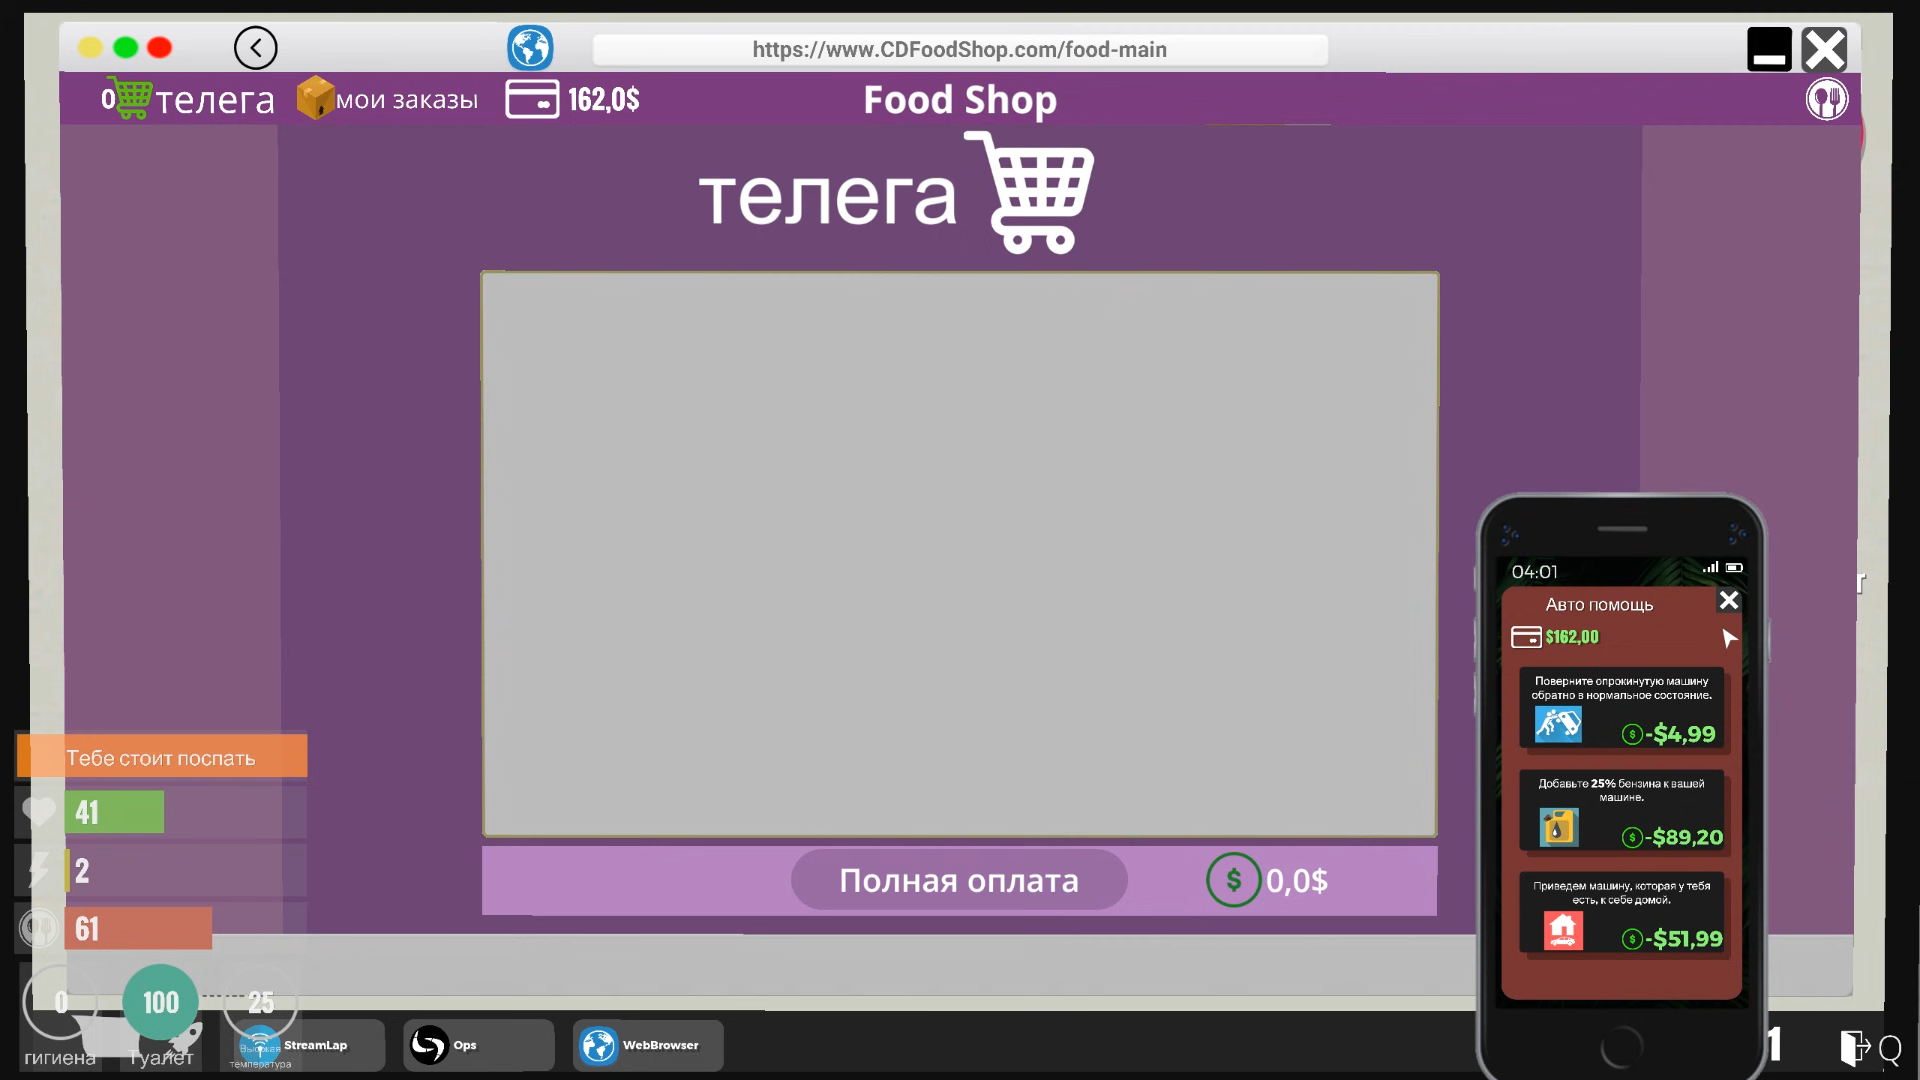 https://www.CDFoodShop.com/food-main
0 телега мои заказы 162,0$ Food Shop
телега
Полная оплата 0,0$
04:01
Авто помощь
$162,00
Поверните опрокинутую машину
обратно в нормальное состояние.
-$4,99
Добавьте 25% бензина к вашей
машине.
-$89,20
Приведем машину, которая у тебя
есть, к себе домой.
-$51,99
Тебе стоит поспать
41
2
61
0 100 25
гигиена Туалет Высокая
температура
StreamLap Ops WebBrowser
1 Q